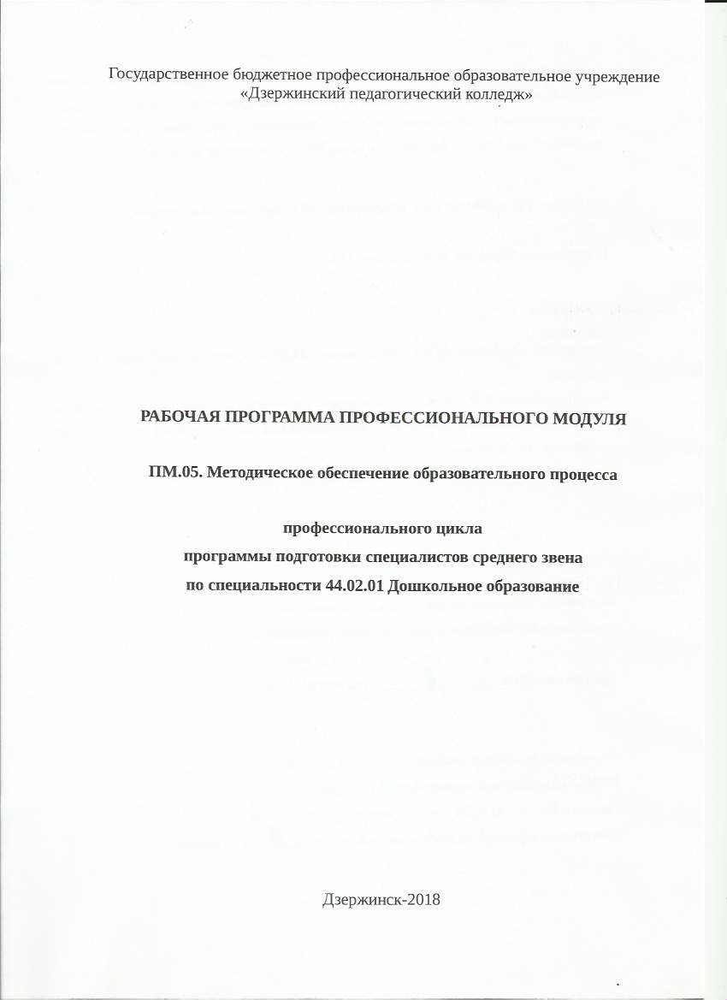 Государственное бюджетное профессиональное образовательное учреждение
«Дзержинский педагогический колледж»
РАБОЧАЯ ПРОГРАММА ПРОФЕССИОНАЛЬНОГО МОДУЛЯ
ПМ.05. Методическое обеспечение образовательного процесса
профессионального цикла
программы подготовки специалистов среднего звена
по специальности 44.02.01 Дошкольное образование
Дзержинск-2018